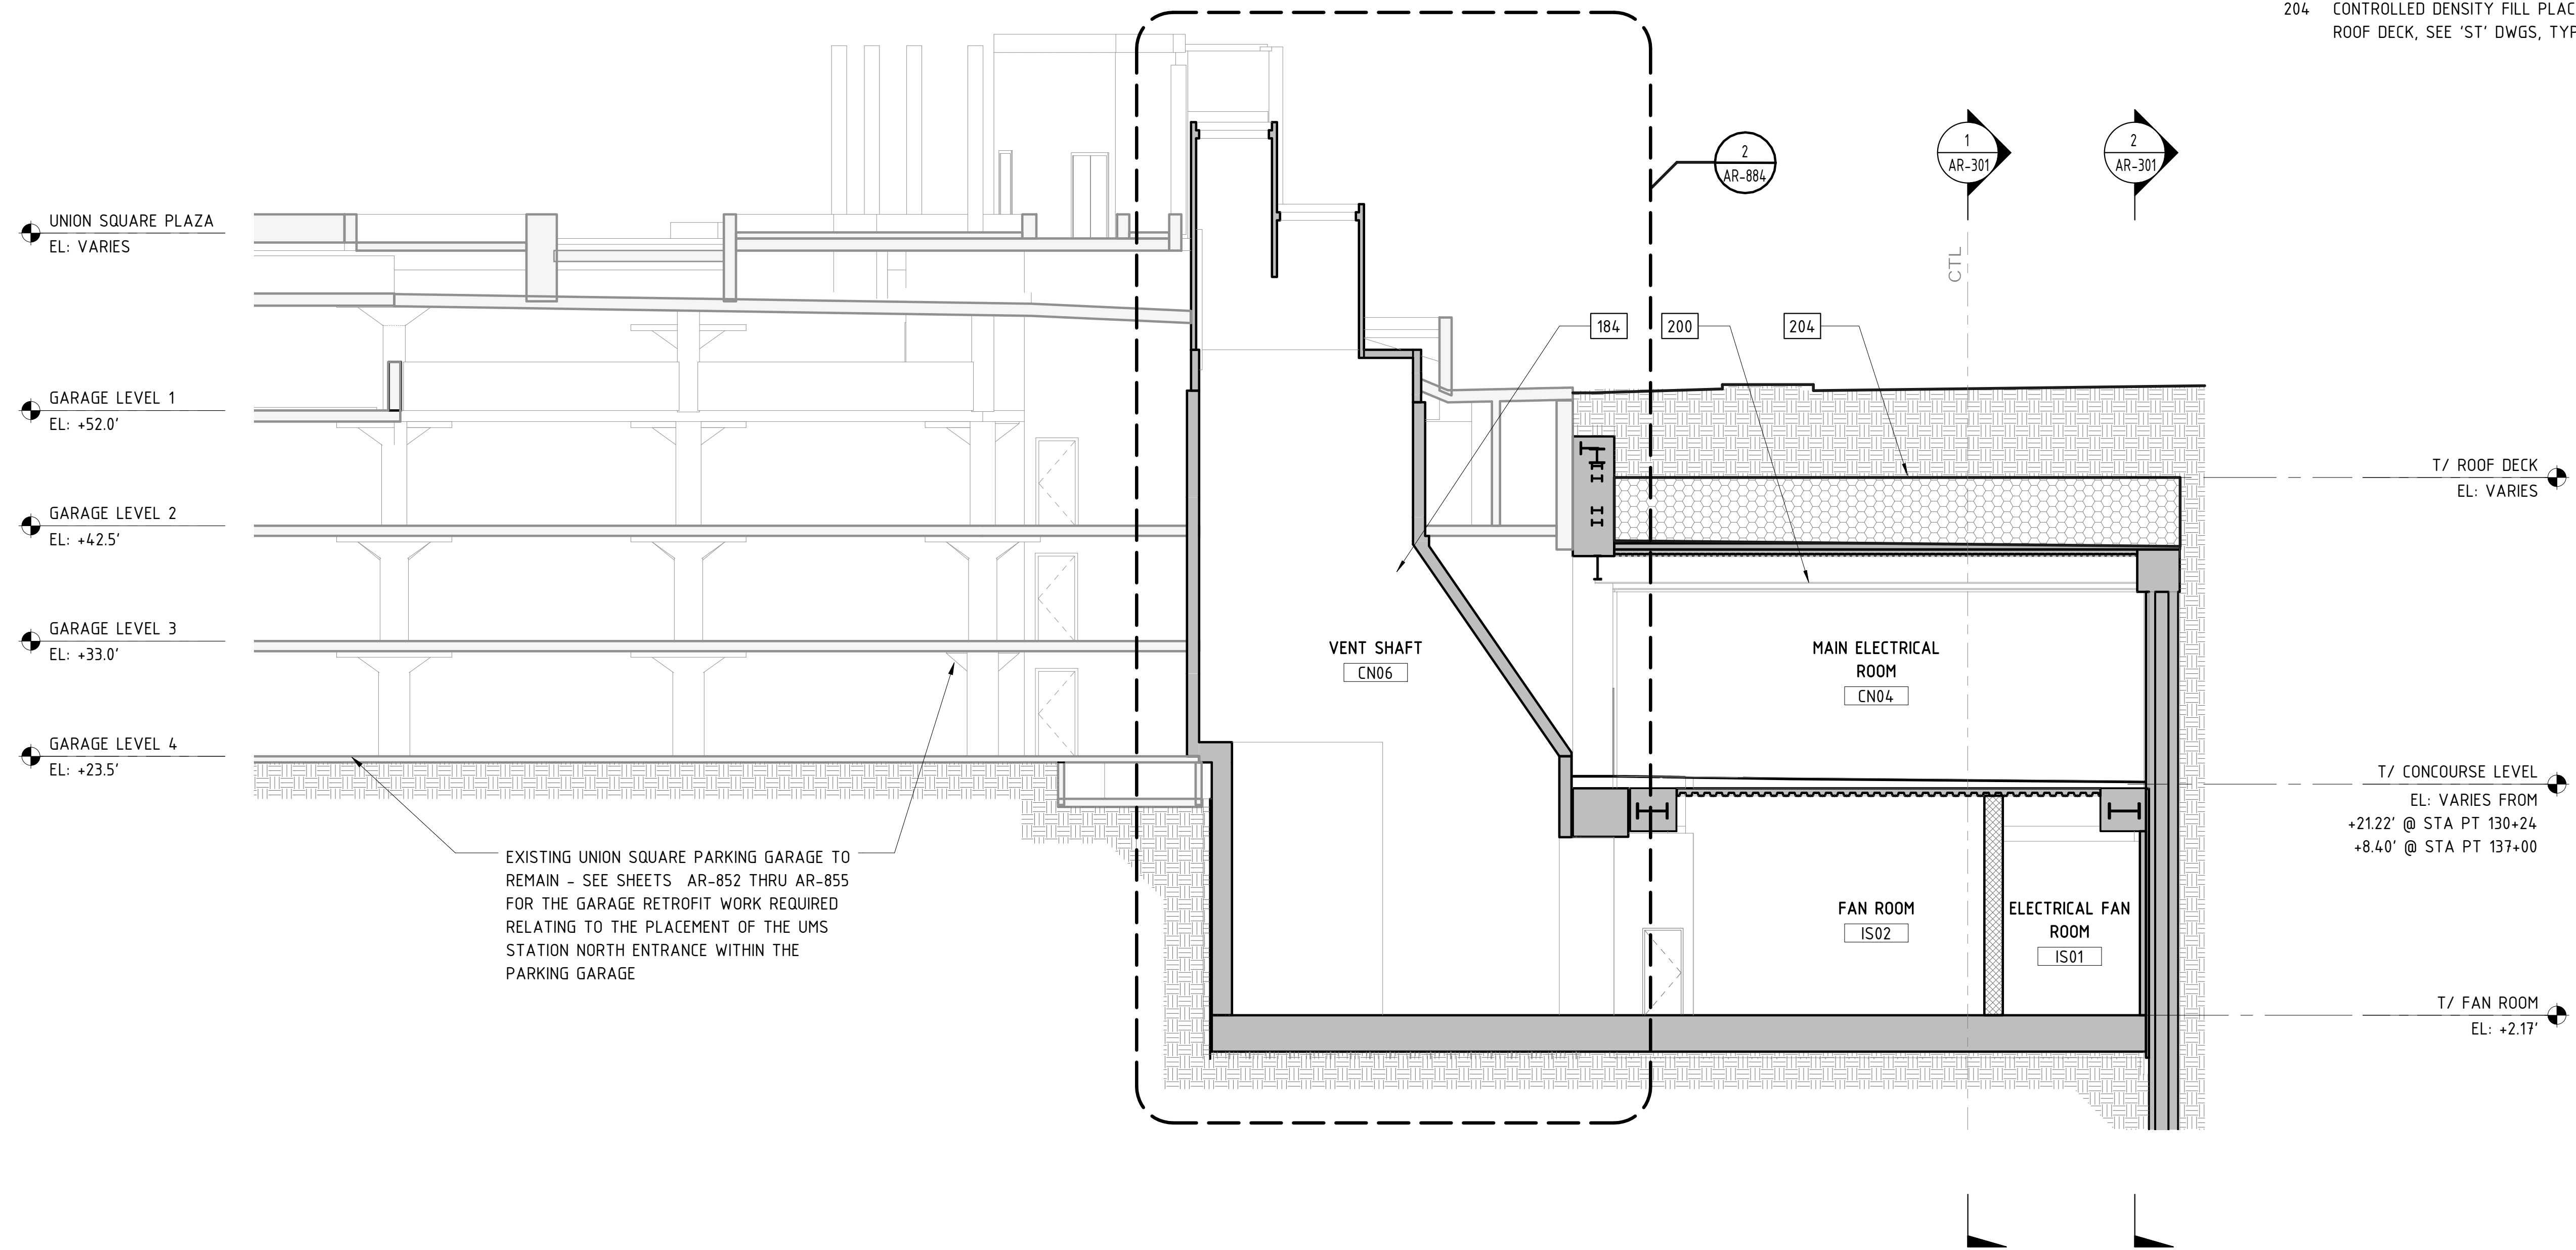 204 CONTROLLED DENSITY FILL PLAC
ROOF DECK, SEE 'ST' DWGS, TYP
UNION SQUARE PLAZA
EL: VARIES
GARAGE LEVEL 1
EL: +52.0'
GARAGE LEVEL 2
EL: +42.5'
GARAGE LEVEL 3
EL: +33.0'
GARAGE LEVEL 4
EL: +23.5'
EXISTING UNION SQUARE PARKING GARAGE TO
REMAIN - SEE SHEETS AR-852 THRU AR-855
FOR THE GARAGE RETROFIT WORK REQUIRED
RELATING TO THE PLACEMENT OF THE UMS
STATION NORTH ENTRANCE WITHIN THE
PARKING GARAGE
2
AR-884
1
AR-301
2
AR-301
CTL
184
200
204
VENT SHAFT
CN06
MAIN ELECTRICAL
ROOM
CN04
FAN ROOM
IS02
ELECTRICAL FAN
ROOM
IS01
T/ ROOF DECK
EL: VARIES
T/ CONCOURSE LEVEL
EL: VARIES FROM
+21.22' @ STA PT 130+24
+8.40' @ STA PT 137+00
T/ FAN ROOM
EL: +2.17'